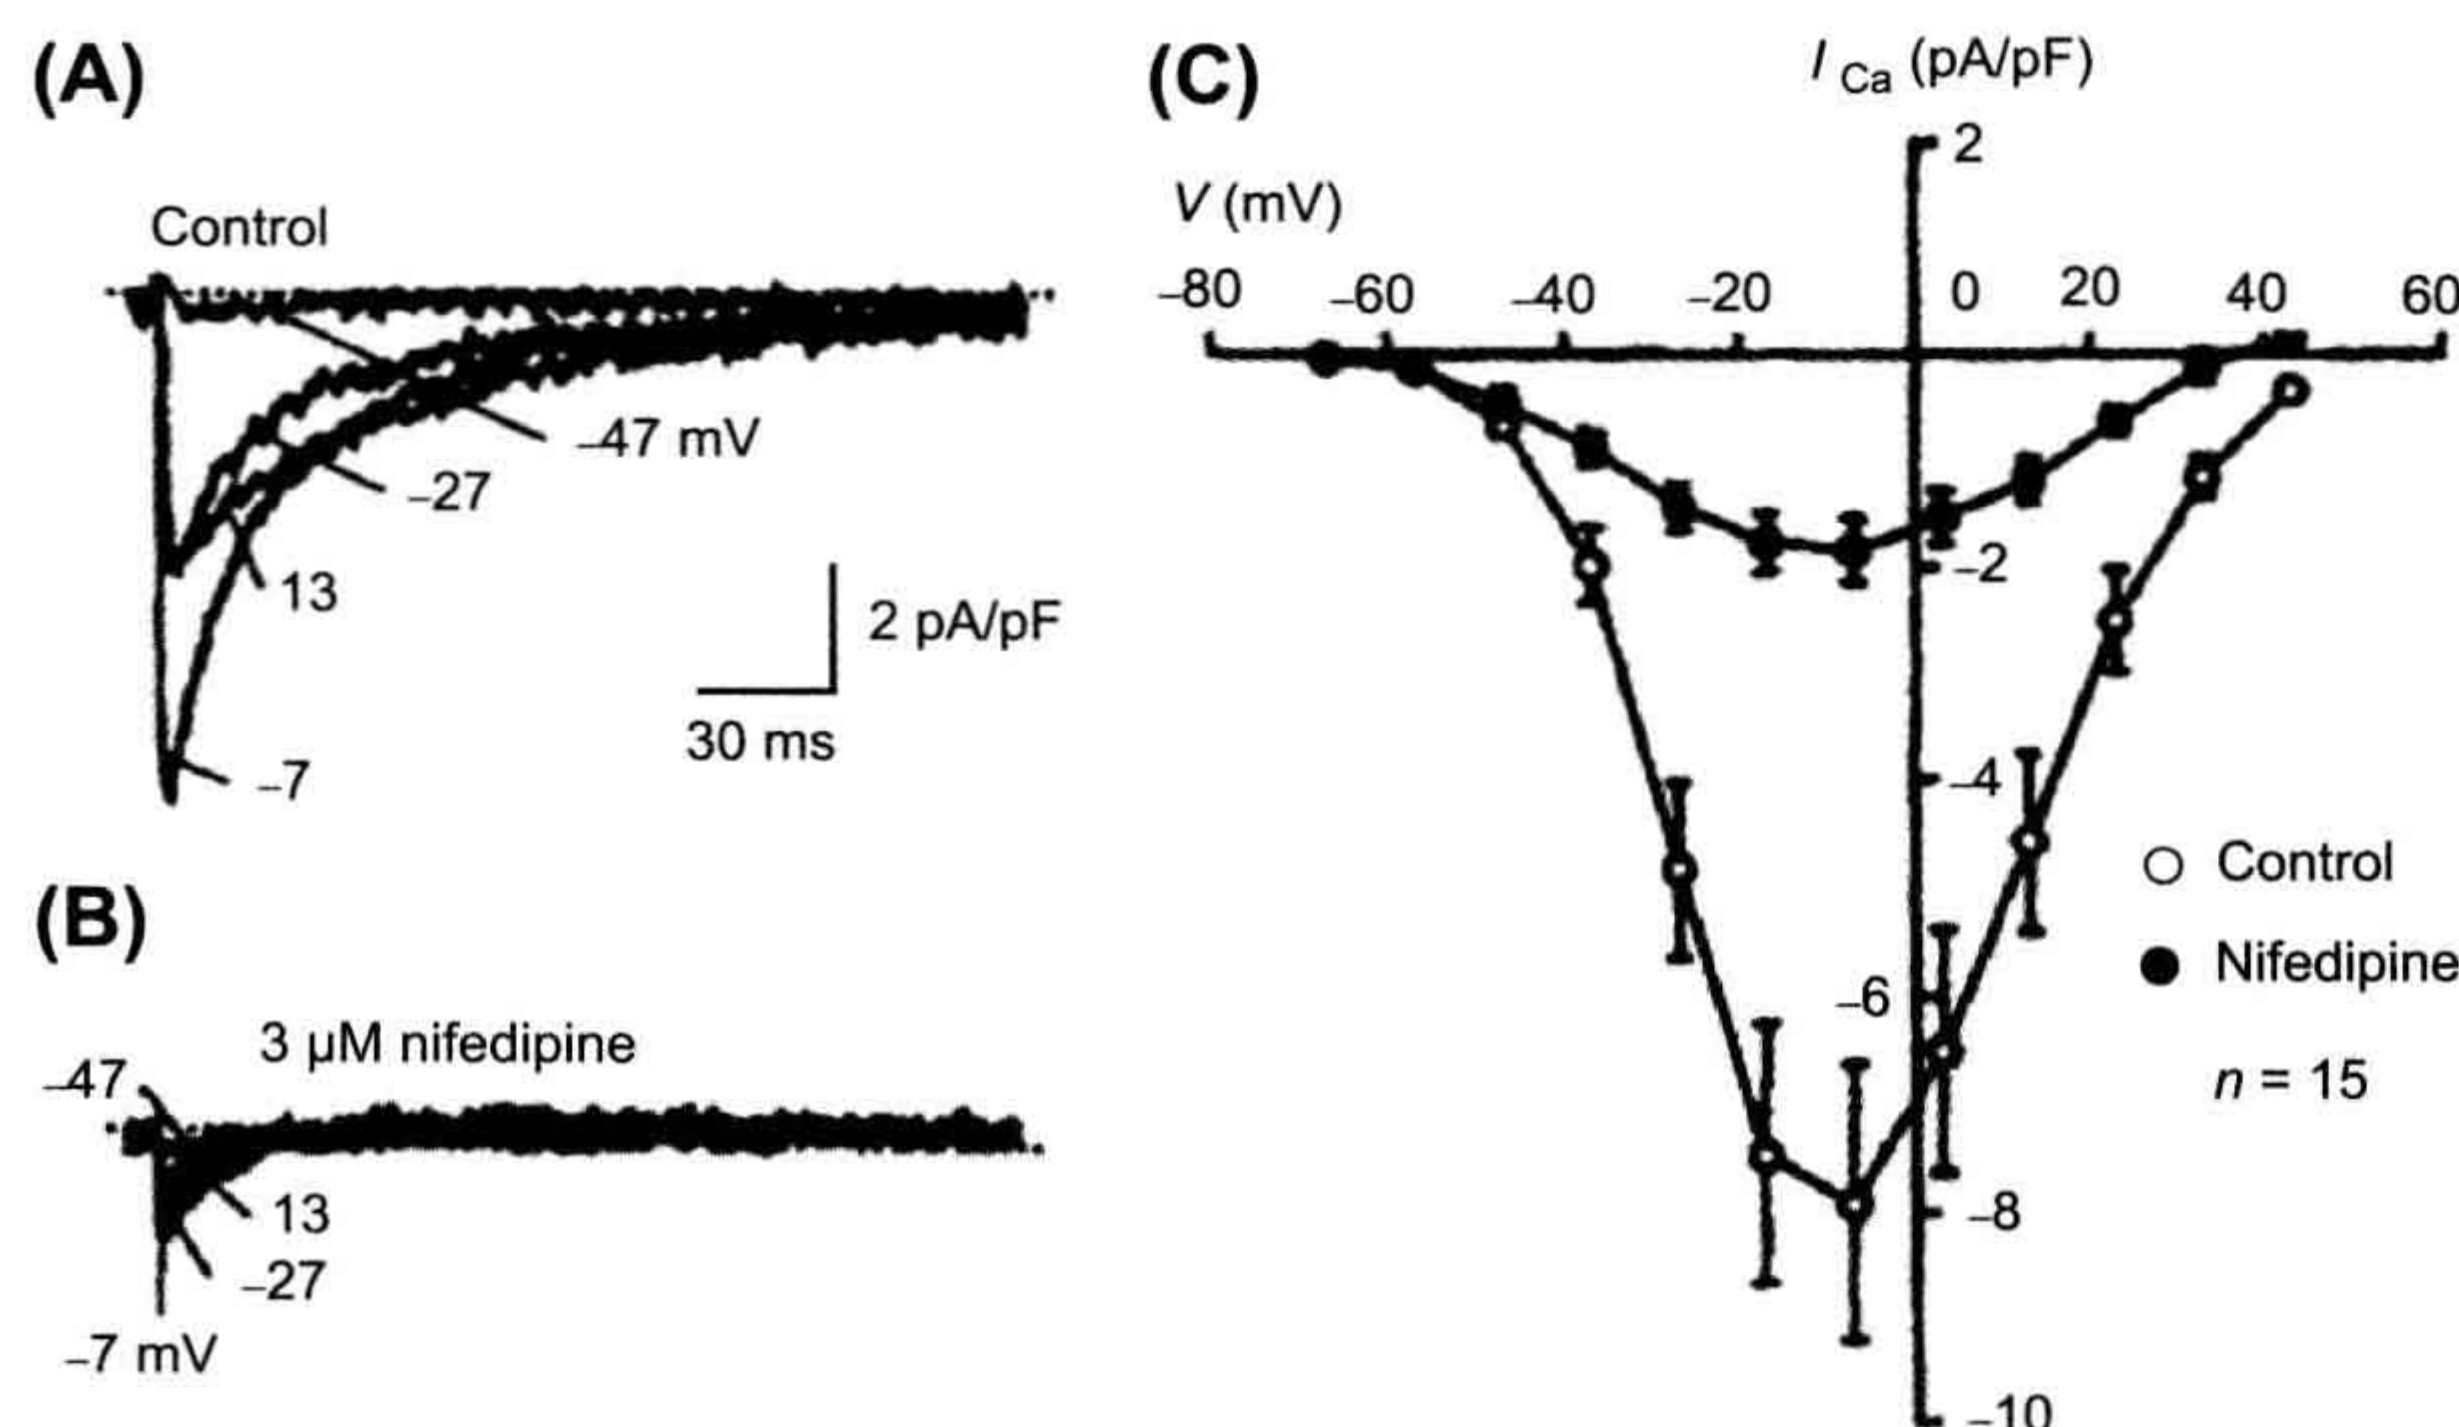 (A)
Control
–47 mV
–27
13
2 pA/pF
30 ms
–7
(B)
3 µM nifedipine
–47
13
–27
–7 mV
(C)
I Ca (pA/pF)
2
V (mV)
–80 –60 –40 –20 0 20 40 60
–2
–4
–6
–8
–10
Control
Nifedipine
n = 15